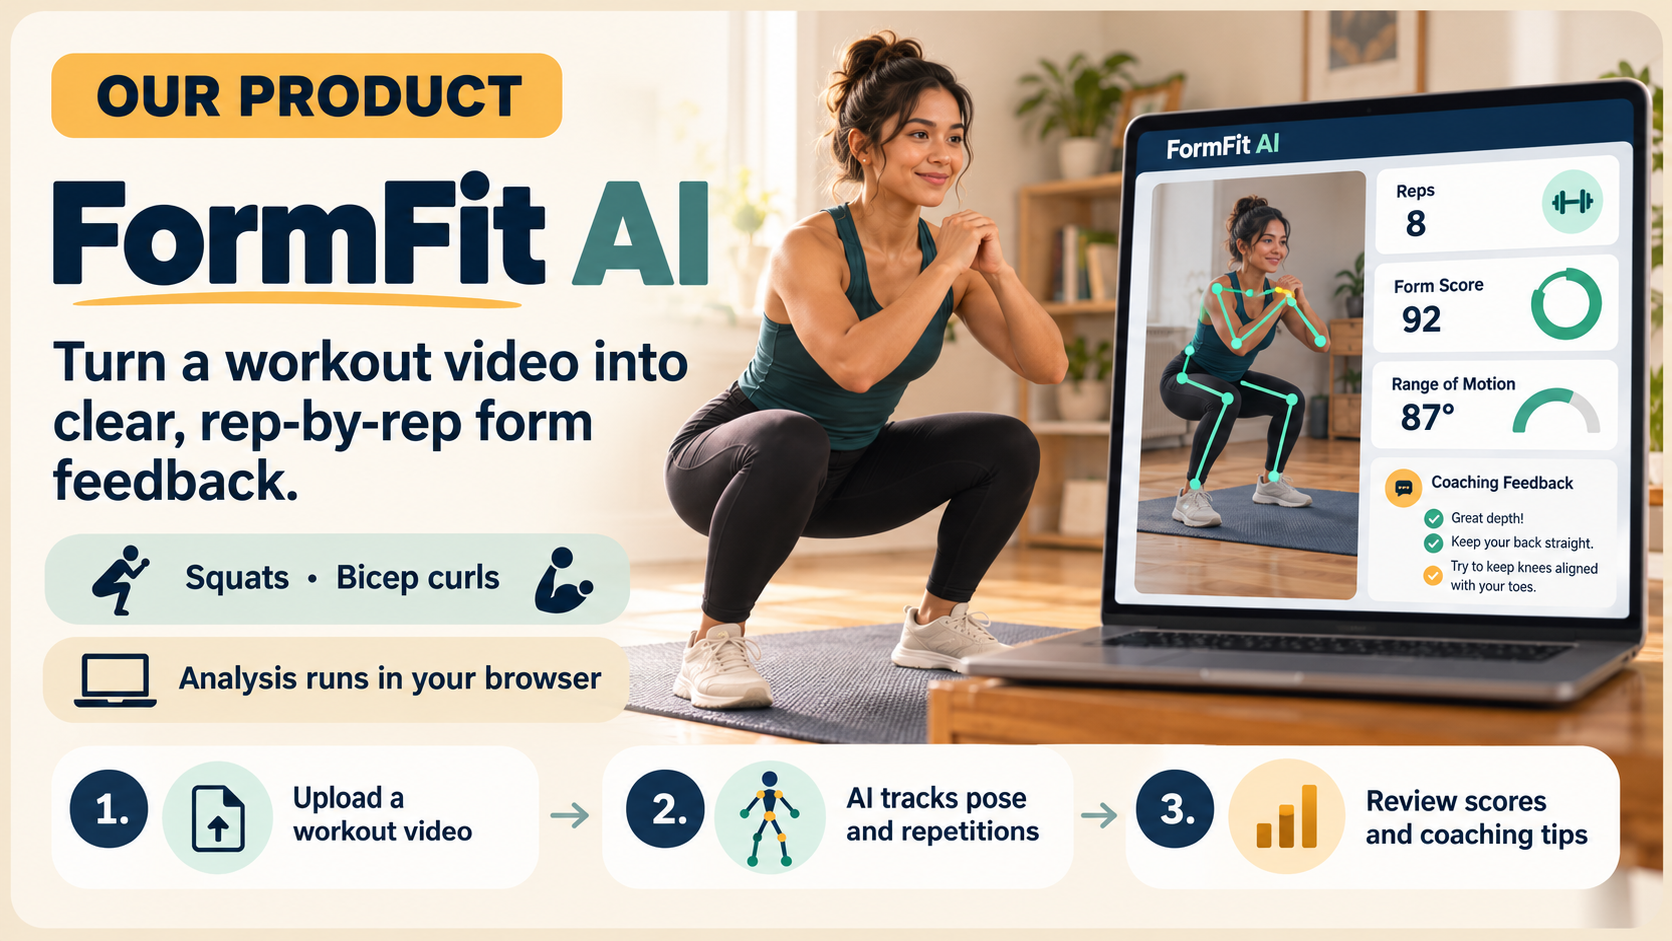 OUR PRODUCT
FormFit AI
Turn a workout video into
clear, rep-by-rep form
feedback.
Squats • Bicep curls
Analysis runs in your browser
FormFit AI
Reps
8
Form Score
92
Range of Motion
87°
Coaching Feedback
Great depth!
Keep your back straight.
Try to keep knees aligned
with your toes.
1.
Upload a
workout video
2.
AI tracks pose
and repetitions
3.
Review scores
and coaching tips